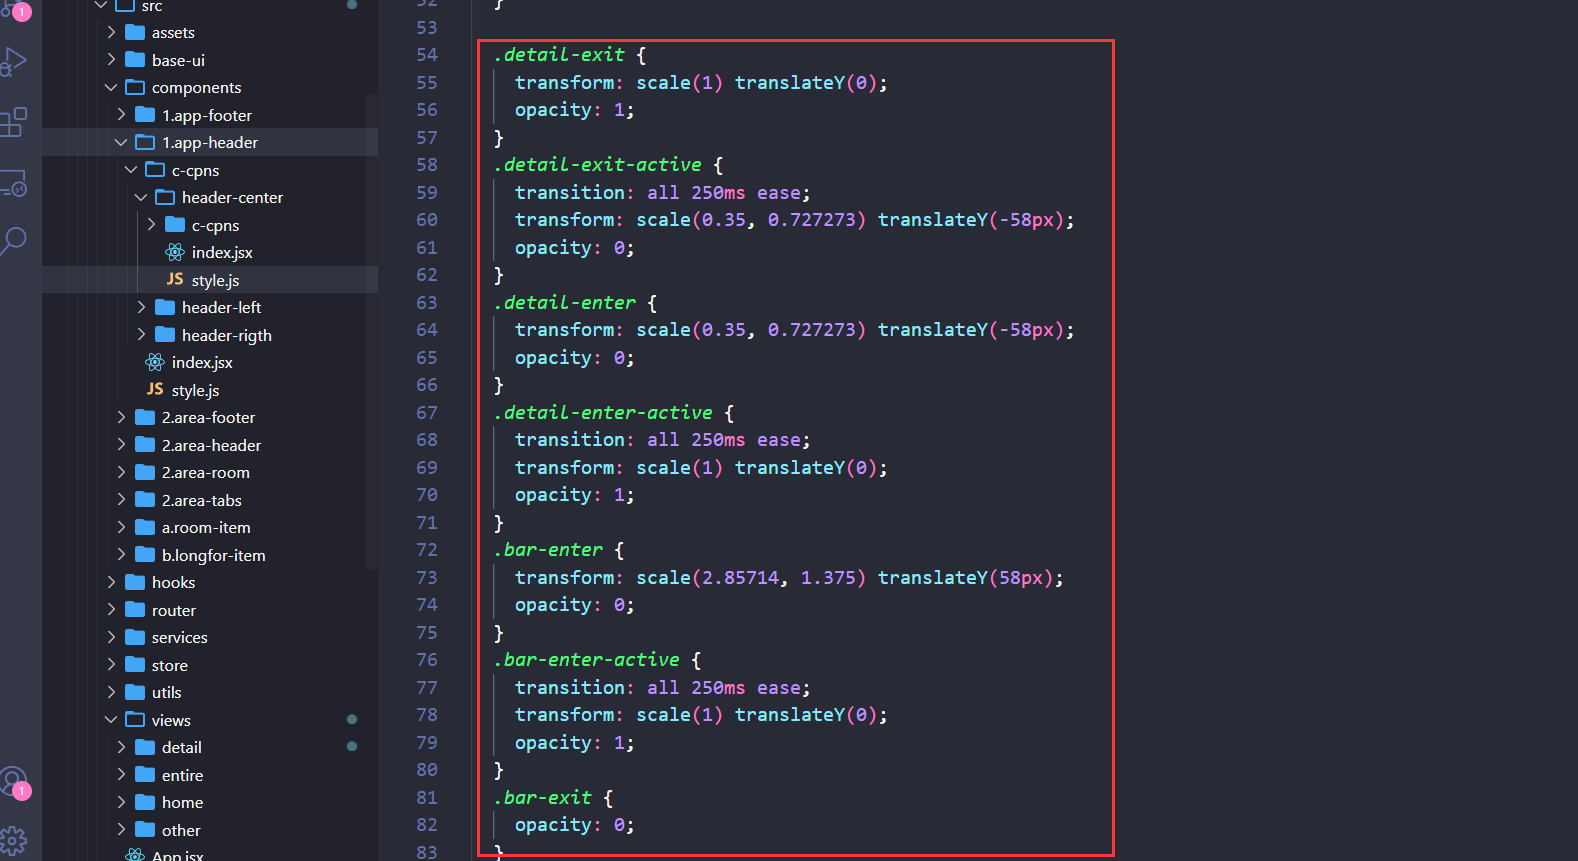 1
src
assets
base-ui
components
1.app-footer
1.app-header
c-cpns
header-center
c-cpns
index.jsx
JS style.js
header-left
header-rigth
index.jsx
JS style.js
2.area-footer
2.area-header
2.area-room
2.area-tabs
a.room-item
b.longfor-item
hooks
router
services
store
utils
views
detail
entire
home
other
App.jsx
1
52 }
53
54 .detail-exit {
55 transform: scale(1) translateY(0);
56 opacity: 1;
57 }
58 .detail-exit-active {
59 transition: all 250ms ease;
60 transform: scale(0.35, 0.727273) translateY(-58px);
61 opacity: 0;
62 }
63 .detail-enter {
64 transform: scale(0.35, 0.727273) translateY(-58px);
65 opacity: 0;
66 }
67 .detail-enter-active {
68 transition: all 250ms ease;
69 transform: scale(1) translateY(0);
70 opacity: 1;
71 }
72 .bar-enter {
73 transform: scale(2.85714, 1.375) translateY(58px);
74 opacity: 0;
75 }
76 .bar-enter-active {
77 transition: all 250ms ease;
78 transform: scale(1) translateY(0);
79 opacity: 1;
80 }
81 .bar-exit {
82 opacity: 0;
83 }